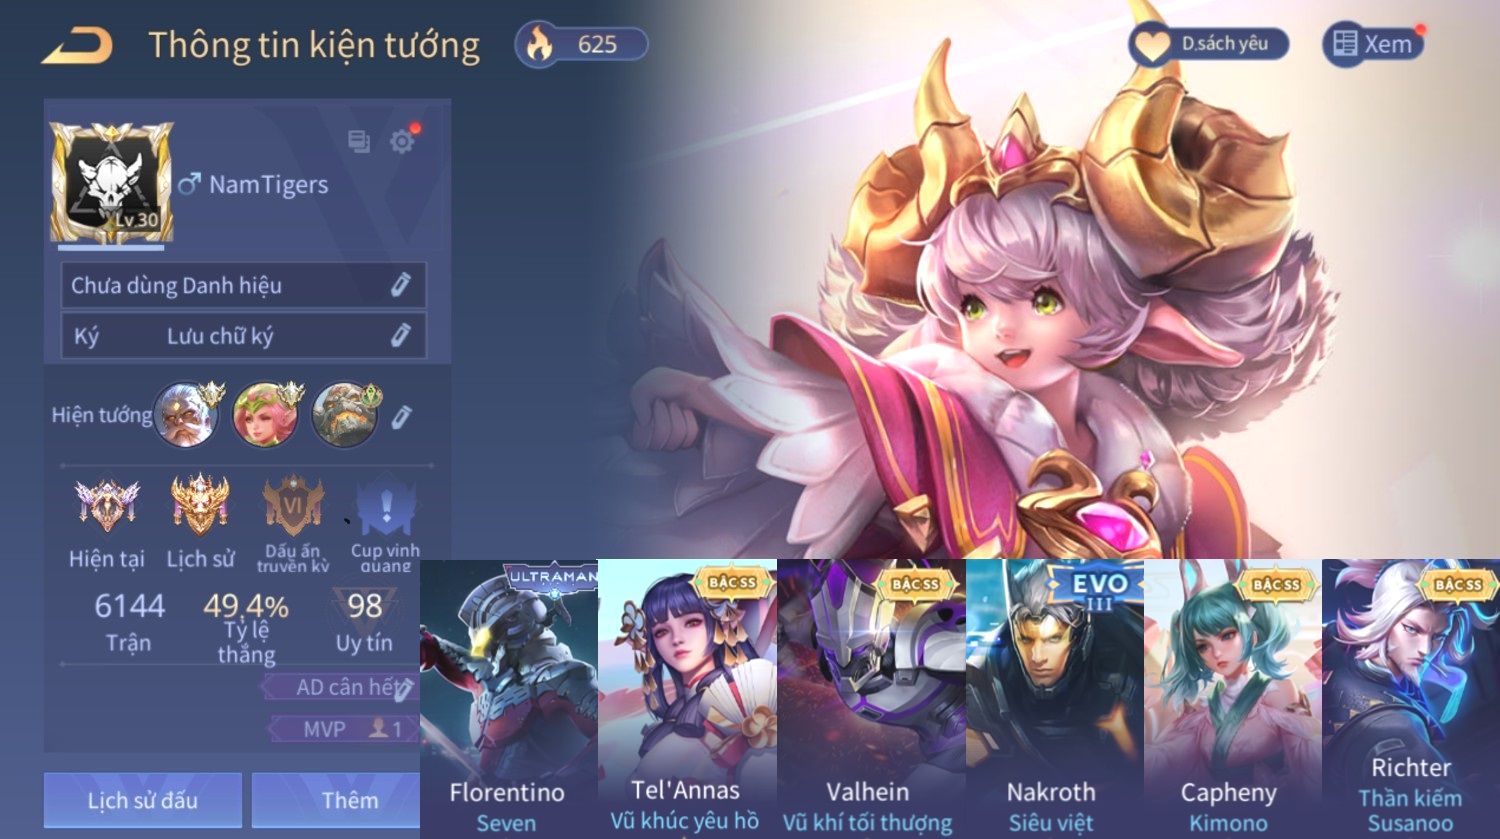 Thông tin kiện tướng
625
D.sách yêu
Xem
Lv.30
NamTigers
Chưa dùng Danh hiệu
Ký
Lưu chữ ký
Hiện tướng
VI
Hiện tại
Lịch sử
Dấu ấn
truyền kỳ
Cup vinh
quang
6144
Trận
49,4%
Tỷ lệ
thắng
98
Uy tín
AD cân hết
MVP
1
Lịch sử đấu
Thêm
ULTRAMAN
Florentino
Seven
BẬC SS
Tel'Annas
Vũ khúc yêu hồ
BẬC SS
Valhein
Vũ khí tối thượng
EVO
III
Nakroth
Siêu việt
BẬC SS
Capheny
Kimono
BẬC SS
Richter
Thần kiếm
Susanoo